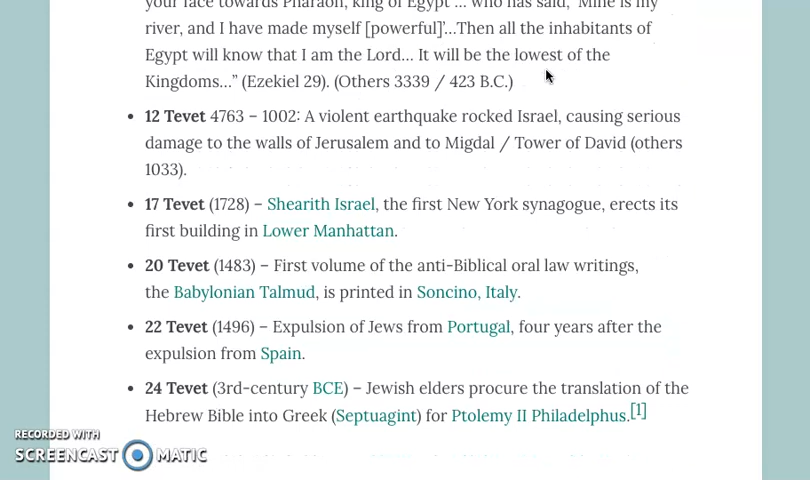 your face towards Pharaoh, king of Egypt … who has said, ‘Mine is my
river, and I have made myself [powerful]’…Then all the inhabitants of
Egypt will know that I am the Lord… It will be the lowest of the
Kingdoms…” (Ezekiel 29). (Others 3339 / 423 B.C.)
• 12 Tevet 4763 – 1002: A violent earthquake rocked Israel, causing serious
damage to the walls of Jerusalem and to Migdal / Tower of David (others
1033).
• 17 Tevet (1728) – Shearith Israel, the first New York synagogue, erects its
first building in Lower Manhattan.
• 20 Tevet (1483) – First volume of the anti-Biblical oral law writings,
the Babylonian Talmud, is printed in Soncino, Italy.
• 22 Tevet (1496) – Expulsion of Jews from Portugal, four years after the
expulsion from Spain.
• 24 Tevet (3rd-century BCE) – Jewish elders procure the translation of the
Hebrew Bible into Greek (Septuagint) for Ptolemy II Philadelphus.[1]
RECORDED WITH
SCREENCAST MATIC